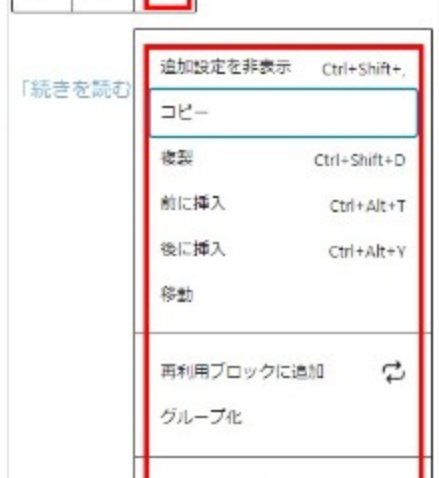 「続きを読む
追加設定を非表示 Ctrl+Shift+,
コピー
複製 Ctrl+Shift+D
前に挿入 Ctrl+Alt+T
後に挿入 Ctrl+Alt+Y
移動
再利用ブロックに追加
グループ化